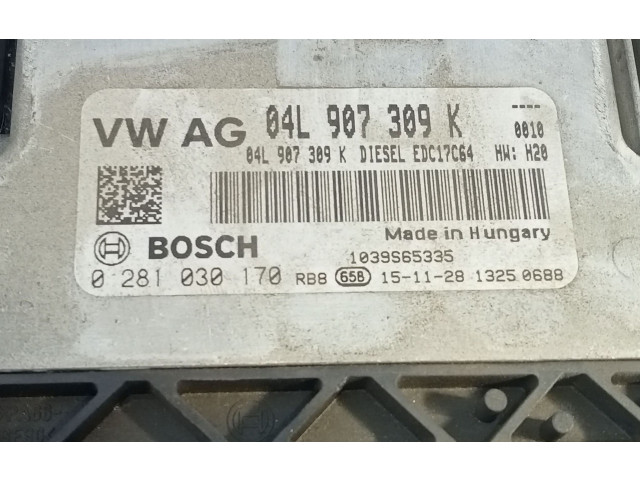 VW AG 04L 907 309 K ----
0010
04L 907 309 K DIESEL EDC17C64 HW: H20
Made in Hungary
BOSCH 1039S65335
0 281 030 170 RB8 65B 15-11-28 1325 0688